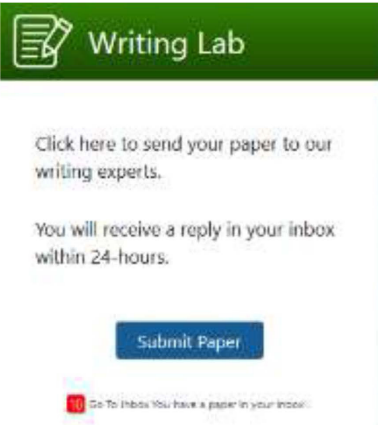 Writing Lab
Click here to send your paper to our
writing experts.
You will receive a reply in your inbox
within 24-hours.
Submit Paper
10 Go To Inbox You have a paper in your inbox.